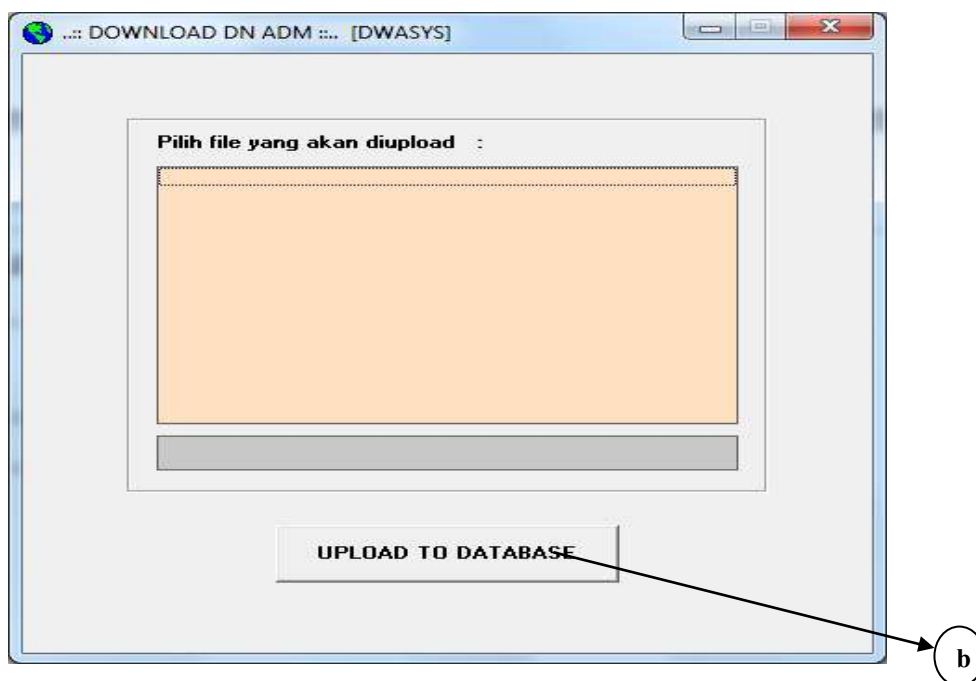 ..:: DOWNLOAD DN ADM ::.. [DWASYS]
Pilih file yang akan diupload :
UPLOAD TO DATABASE
b